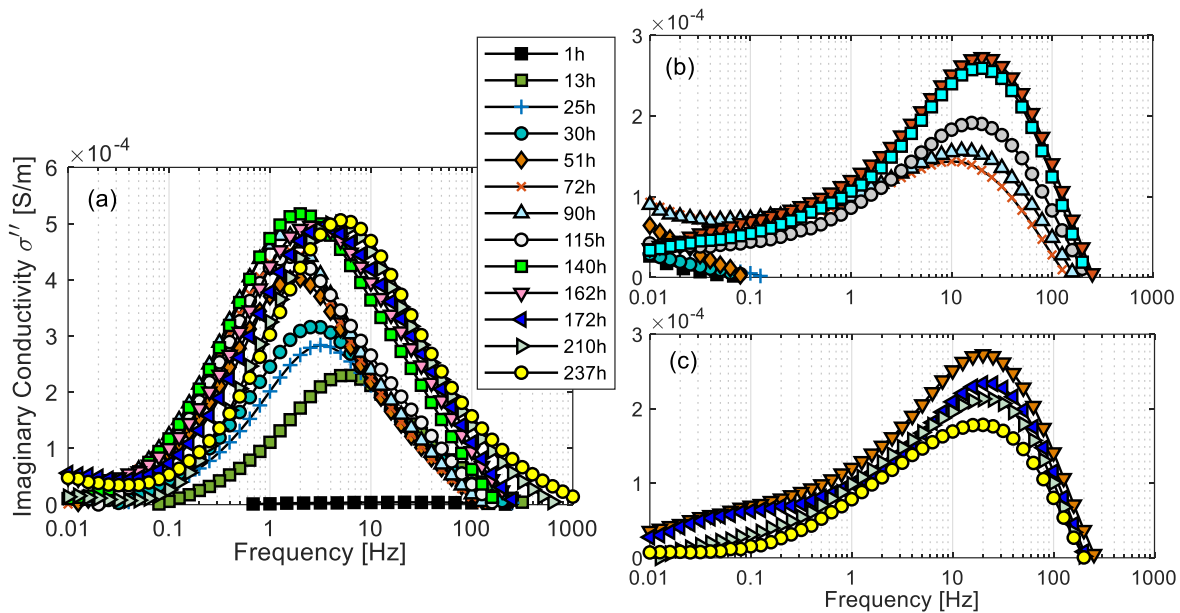 Imaginary Conductivity σ′′ [S/m]
×10⁻⁴
(a)
6
5
4
3
2
1
0
0.01 0.1 1 10 100 1000
Frequency [Hz]
1h
13h
25h
30h
51h
72h
90h
115h
140h
162h
172h
210h
237h
×10⁻⁴
(b)
3
2
1
0
0.01 0.1 1 10 100 1000
×10⁻⁴
(c)
3
2
1
0
0.01 0.1 1 10 100 1000
Frequency [Hz]